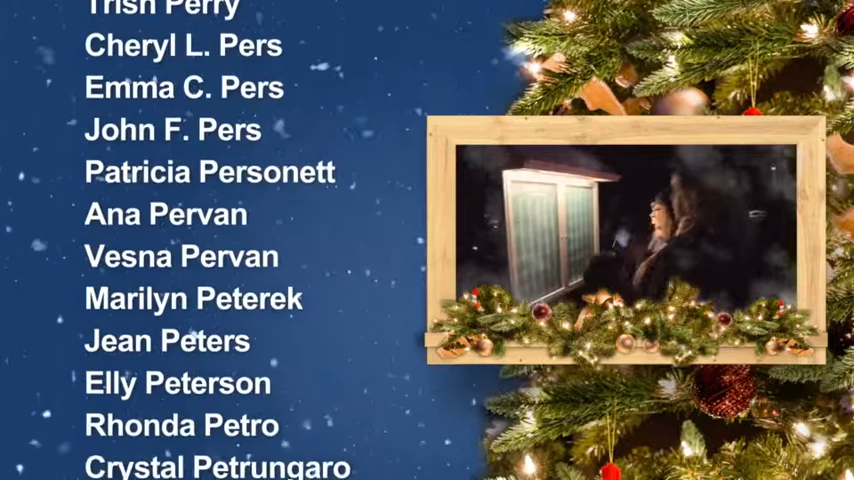 Trish Perry
Cheryl L. Pers
Emma C. Pers
John F. Pers
Patricia Personett
Ana Pervan
Vesna Pervan
Marilyn Peterek
Jean Peters
Elly Peterson
Rhonda Petro
Crystal Petrungaro